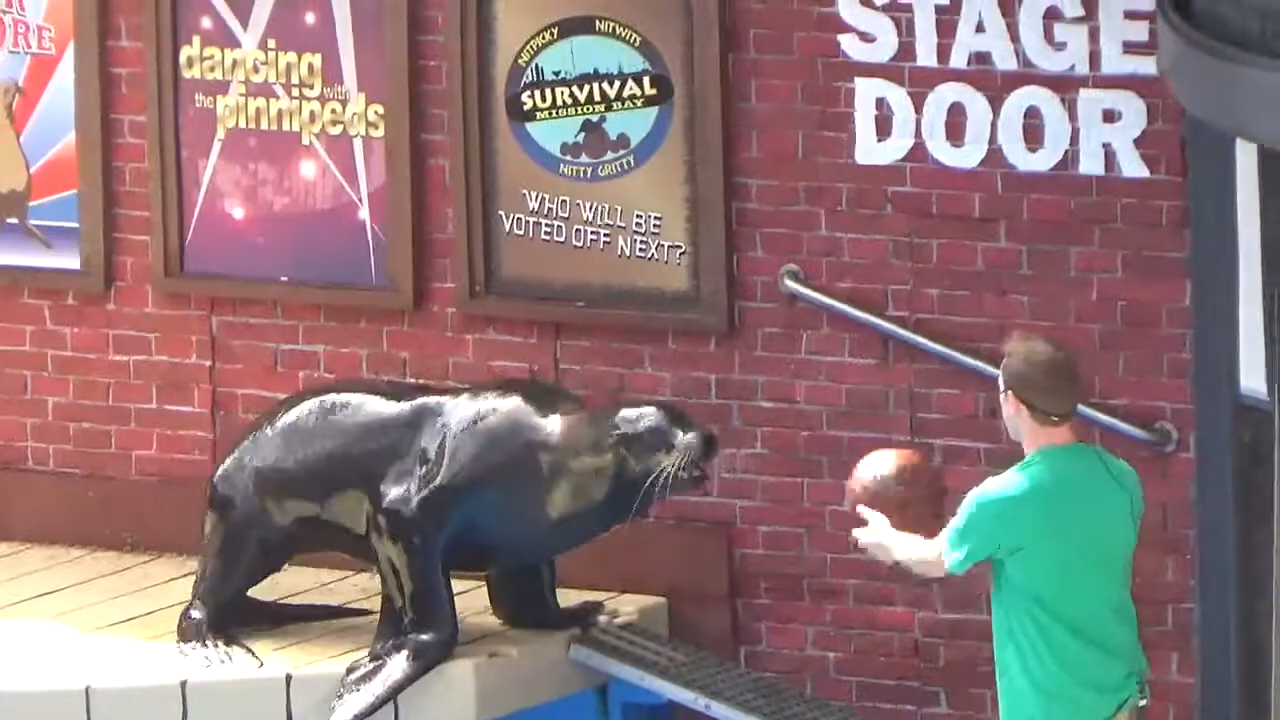 RE
dancing
with
the pinnipeds
NITPICKY NITWITS
SURVIVAL
MISSION BAY
NITTY GRITTY
WHO WILL BE
VOTED OFF NEXT?
STAGE
DOOR